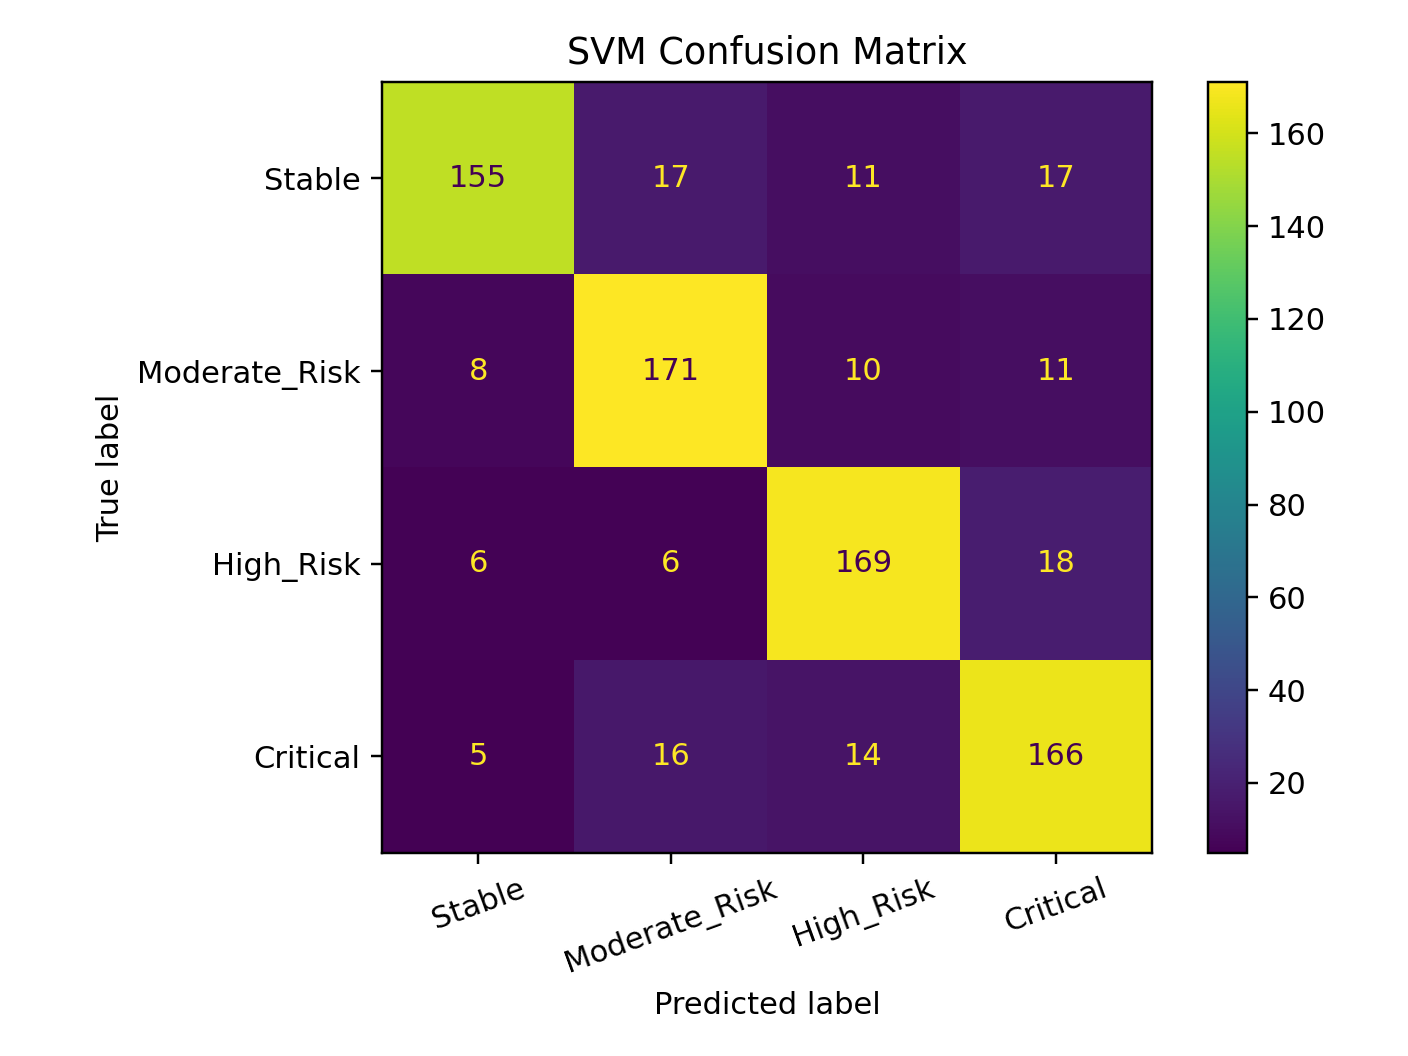 SVM Confusion Matrix
Stable 155 17 11 17
Moderate_Risk 8 171 10 11
High_Risk 6 6 169 18
Critical 5 16 14 166
Stable Moderate_Risk High_Risk Critical
Predicted label
True label
160
140
120
100
80
60
40
20